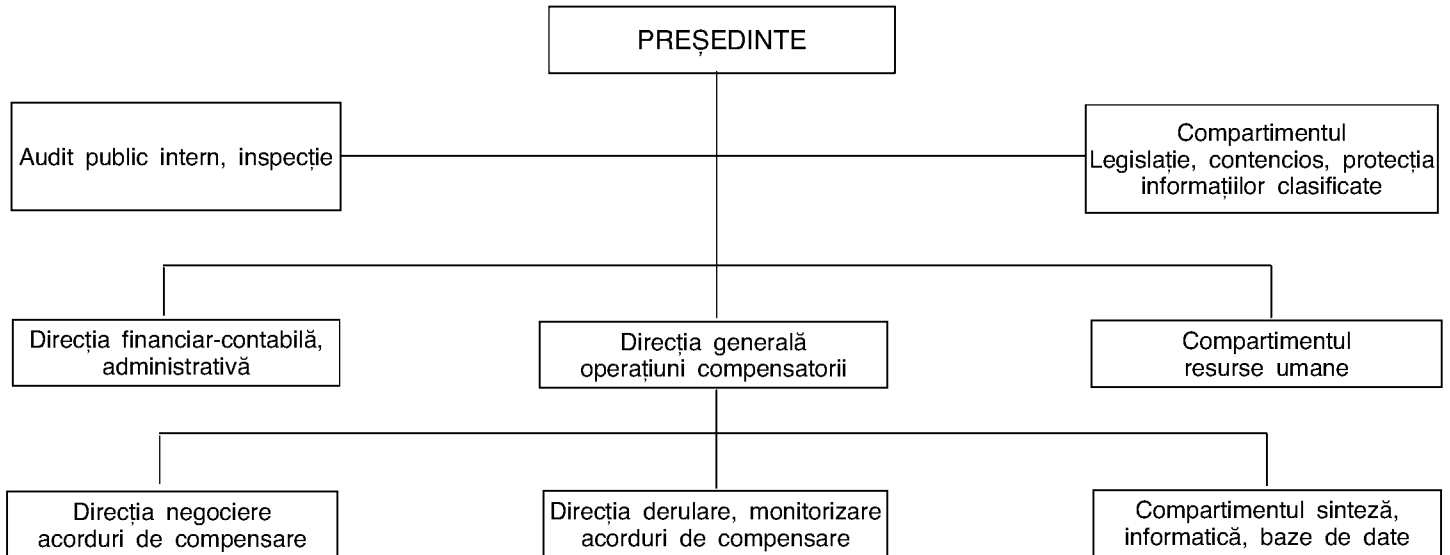 PREȘEDINTE
Audit public intern, inspecție
Compartimentul
Legislație, contencios, protecția
informațiilor clasificate
Direcția financiar-contabilă,
administrativă
Direcția generală
operațiuni compensatorii
Compartimentul
resurse umane
Direcția negociere
acorduri de compensare
Direcția derulare, monitorizare
acorduri de compensare
Compartimentul sinteză,
informatică, baze de date